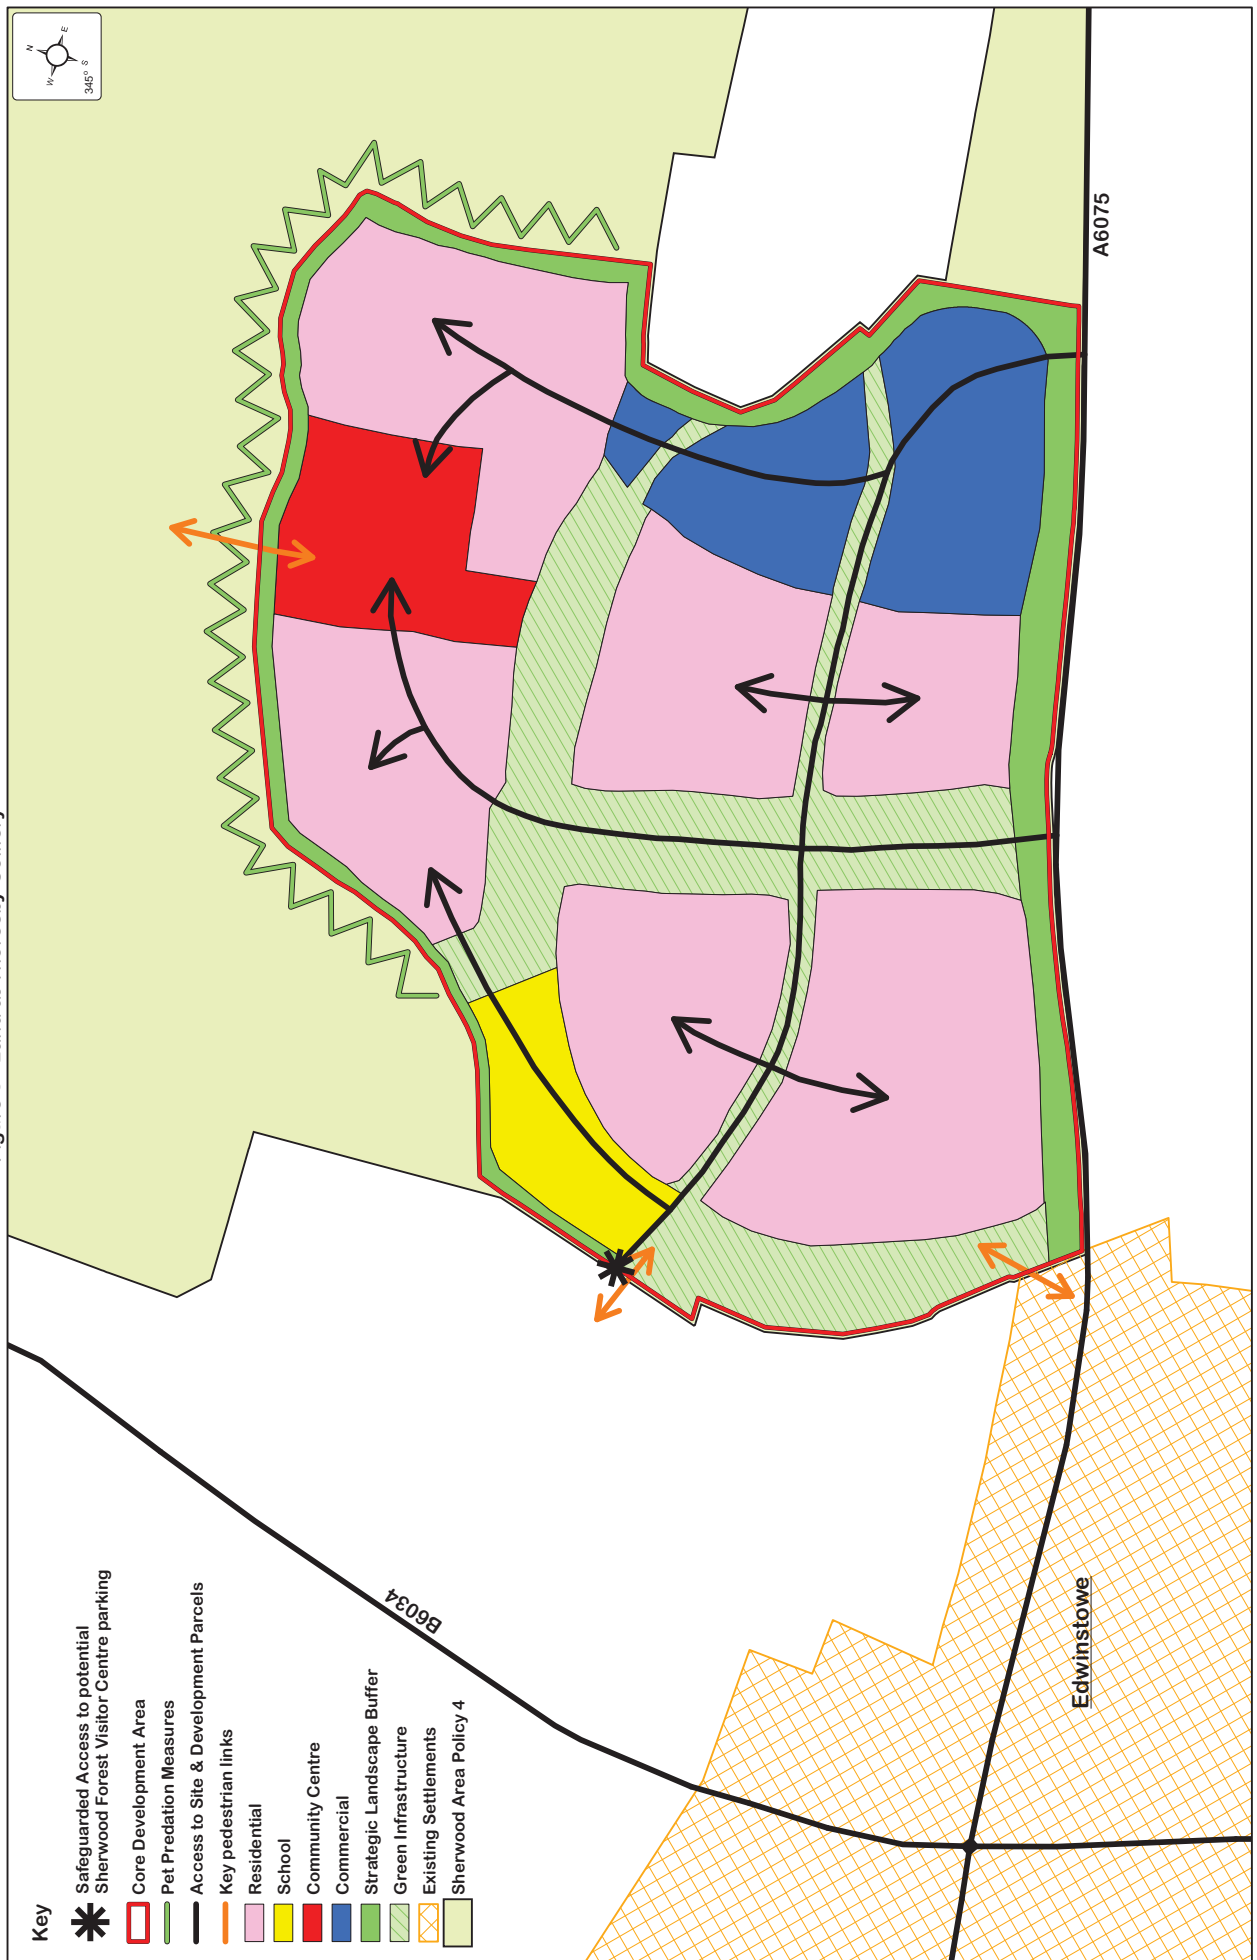 N
E
S
W
345°
A6075
B6034
Edwinstowe
Key
Safeguarded Access to potential
Sherwood Forest Visitor Centre parking
Core Development Area
Pet Predation Measures
Access to Site & Development Parcels
Key pedestrian links
Residential
School
Community Centre
Commercial
Strategic Landscape Buffer
Green Infrastructure
Existing Settlements
Sherwood Area Policy 4